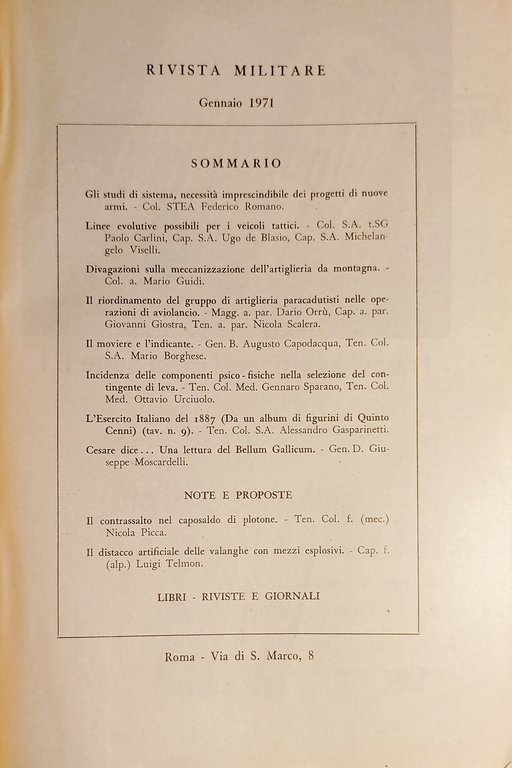 RIVISTA MILITARE
Gennaio 1971
SOMMARIO
Gli studi di sistema, necessità imprescindibile dei progetti di nuove
armi. - Col. STEA Federico Romano.
Linee evolutive possibili per i veicoli tattici. - Col. S.A. t.SG
Paolo Carlini, Cap. S.A. Ugo de Blasio, Cap. S.A. Michelan-
gelo Viselli.
Divagazioni sulla meccanizzazione dell'artiglieria da montagna. -
Col. a. Mario Guidi.
Il riordinamento del gruppo di artiglieria paracadutisti nelle ope-
razioni di aviolancio. - Magg. a. par. Dario Orrù, Cap. a. par.
Giovanni Giostra, Ten. a. par. Nicola Scalera.
Il moviere e l'indicante. - Gen. B. Augusto Capodacqua, Ten. Col.
S.A. Mario Borghese.
Incidenza delle componenti psico-fisiche nella selezione del con-
tingente di leva. - Ten. Col. Med. Gennaro Sparano, Ten. Col.
Med. Ottavio Urciuolo.
L'Esercito Italiano del 1887 (Da un album di figurini di Quinto
Cenni) (tav. n. 9). - Ten. Col. S.A. Alessandro Gasparinetti.
Cesare dice... Una lettura del Bellum Gallicum. - Gen. D. Giu-
seppe Moscardelli.
NOTE E PROPOSTE
Il contrassalto nel caposaldo di plotone. - Ten. Col. f. (mec.)
Nicola Picca.
Il distacco artificiale delle valanghe con mezzi esplosivi. - Cap. f.
(alp.) Luigi Telmon.
LIBRI - RIVISTE E GIORNALI
Roma - Via di S. Marco, 8